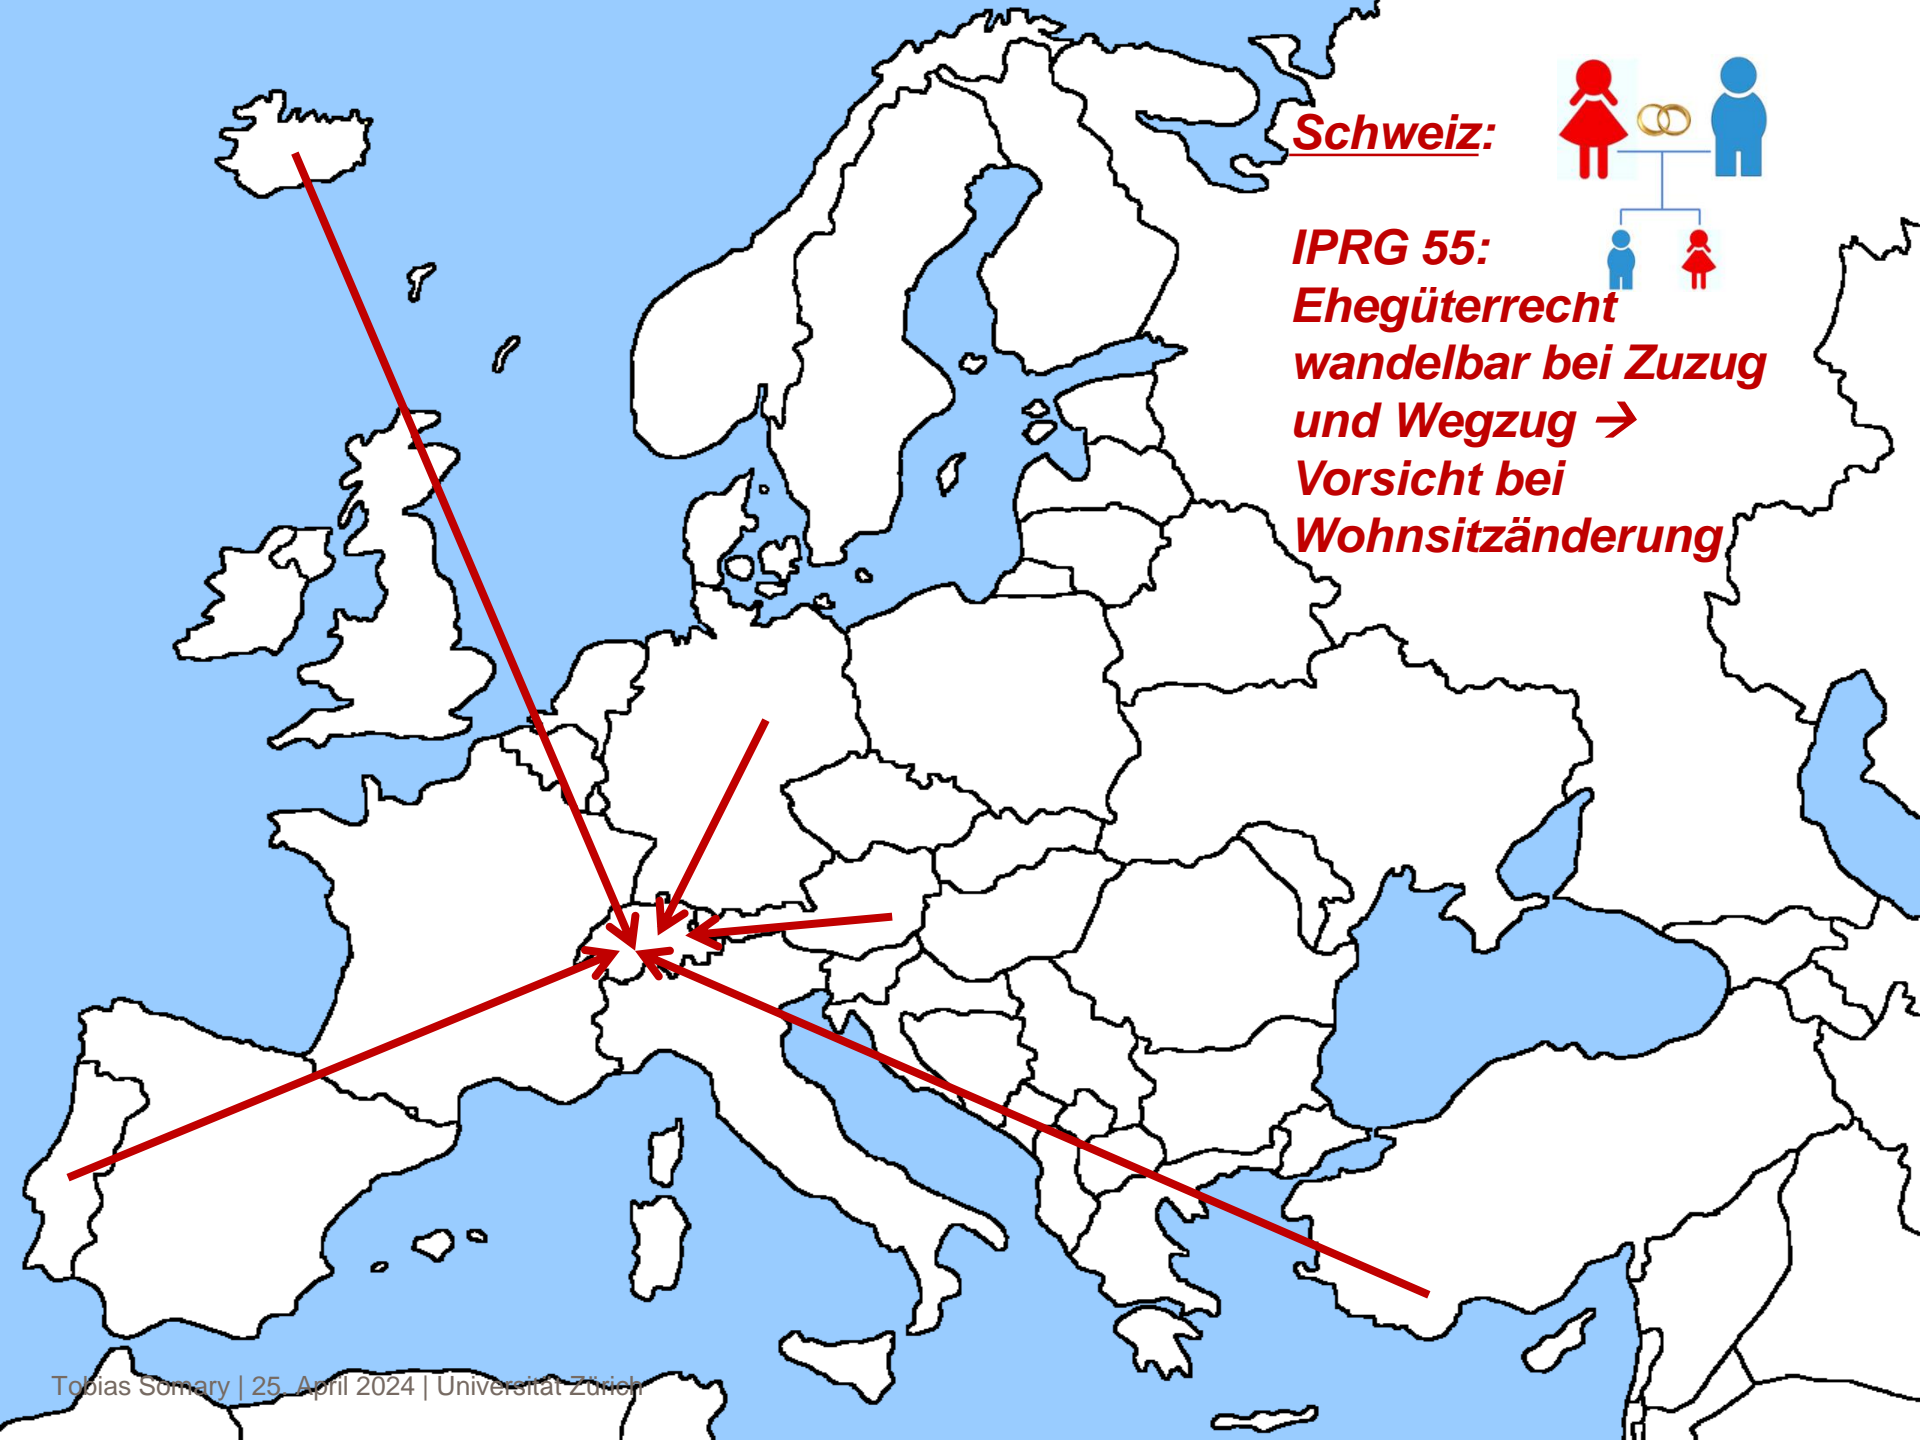 Schweiz:
IPRG 55:
Ehegüterrecht
wandelbar bei Zuzug
und Wegzug →
Vorsicht bei
Wohnsitzänderung
Tobias Somary | 25. April 2024 | Universität Zürich